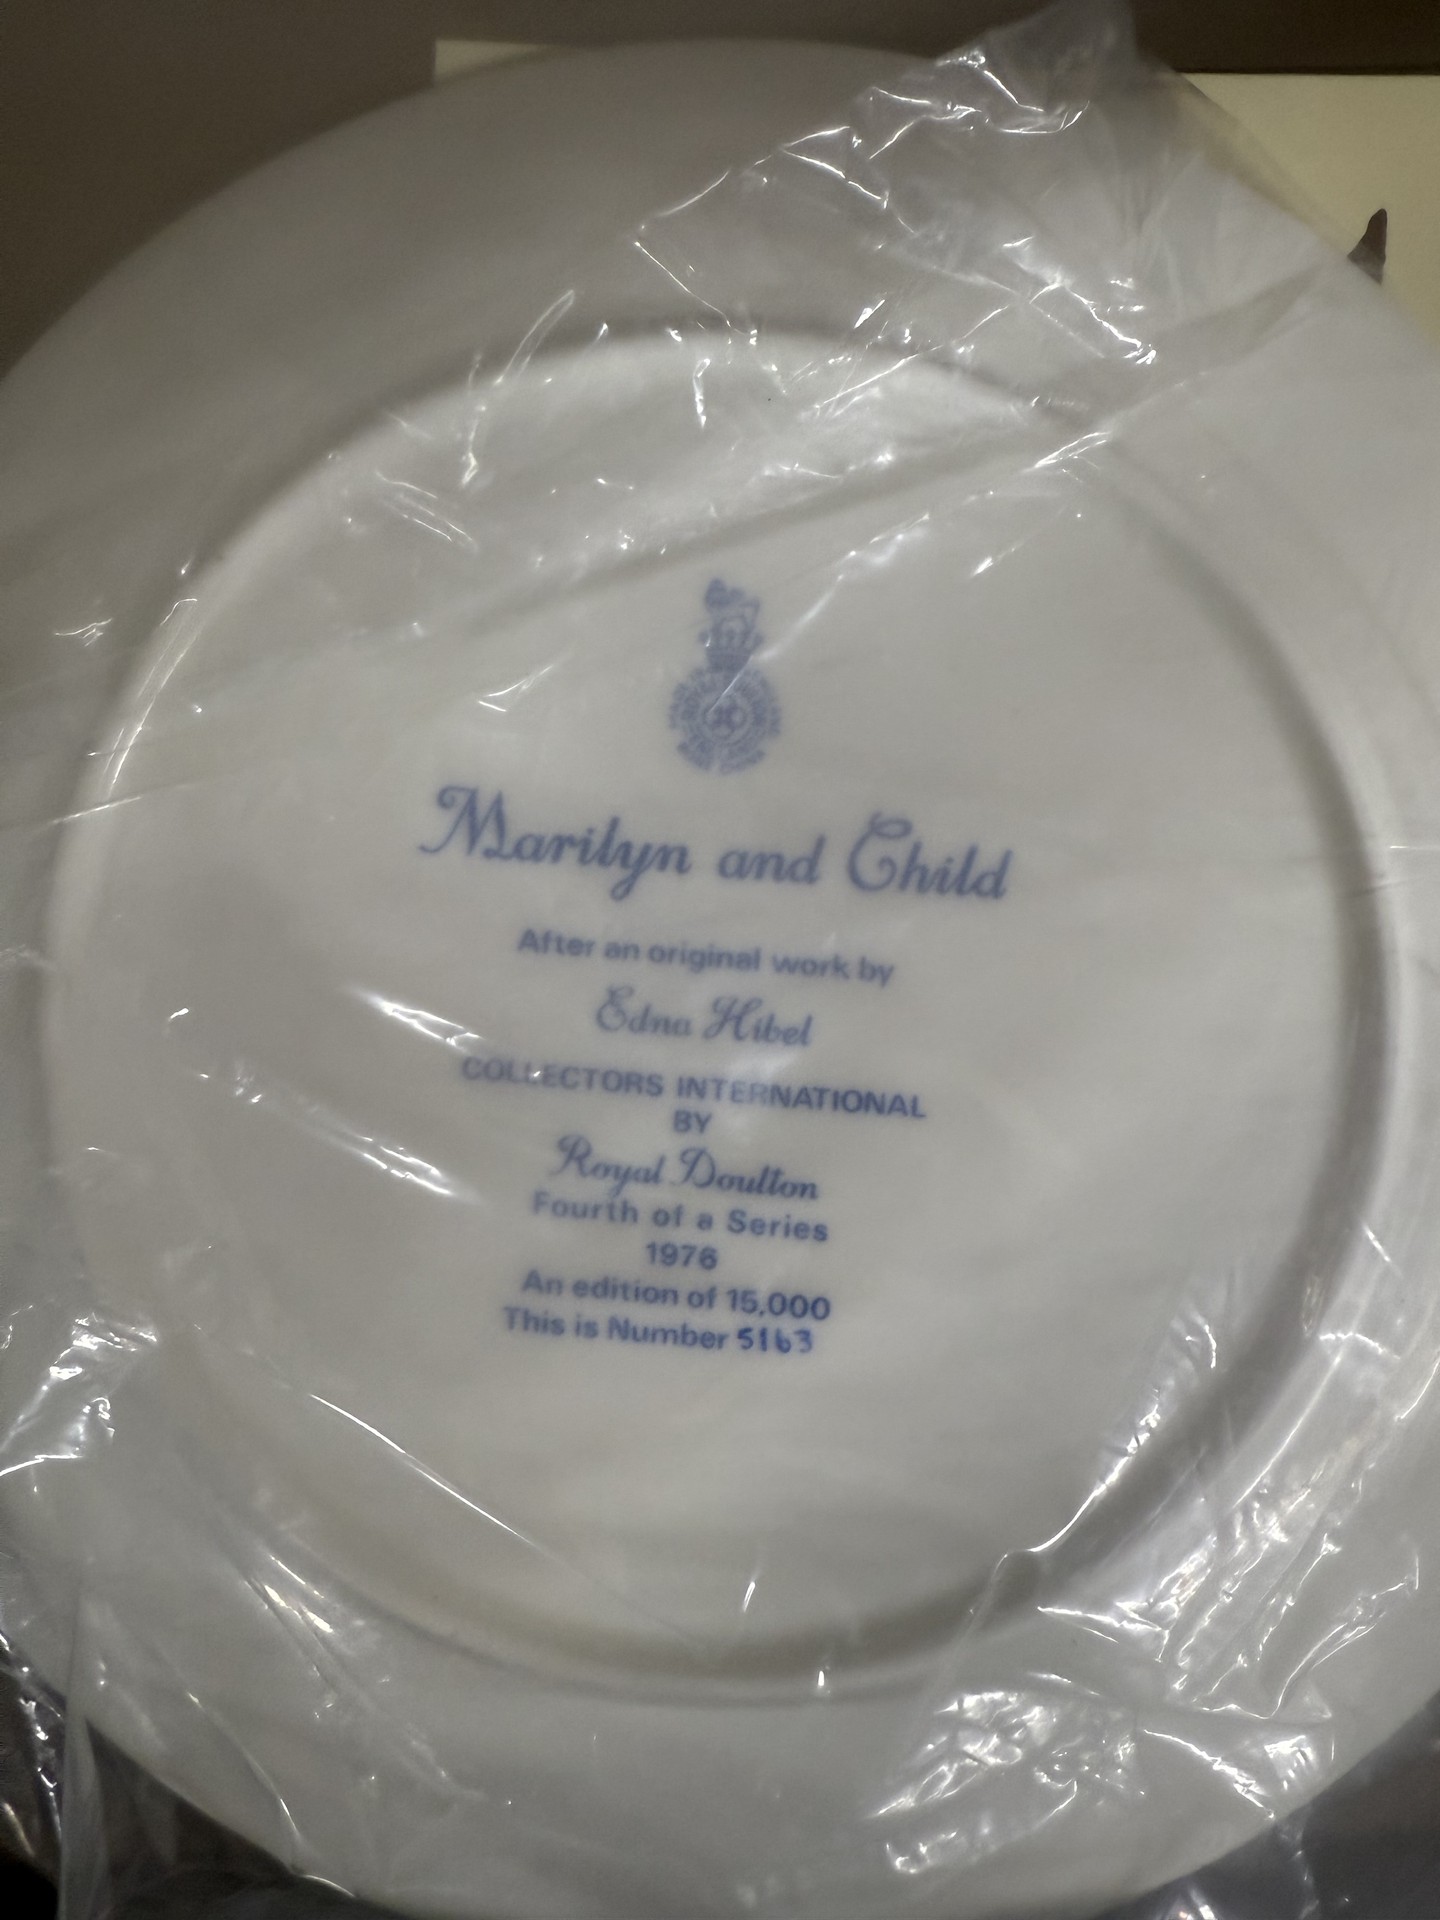 Marilyn and Child
After an original work by
Edna Hibel
COLLECTORS INTERNATIONAL
BY
Royal Doulton
Fourth of a Series
1976
An edition of 15,000
This is Number 5163